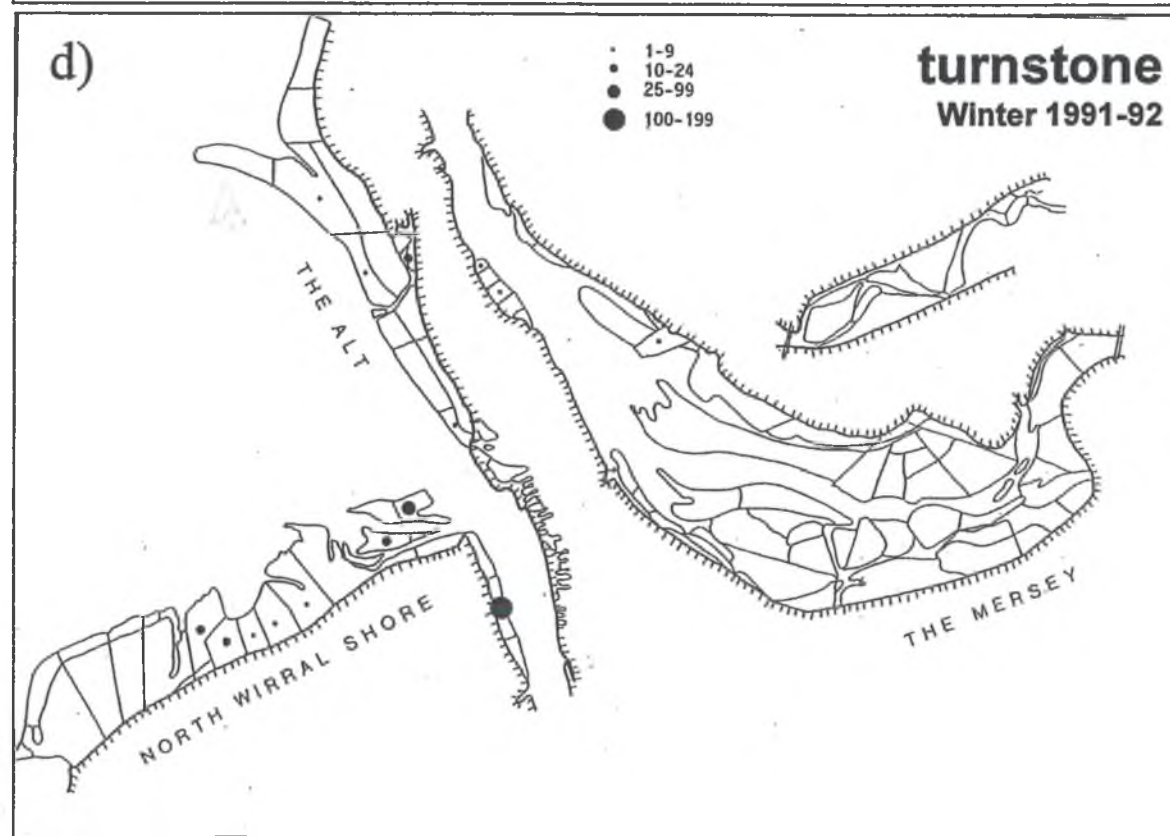 d)
1-9
10-24
25-99
100-199
turnstone
Winter 1991-92
THE ALT
NORTH WIRRAL SHORE
THE MERSEY